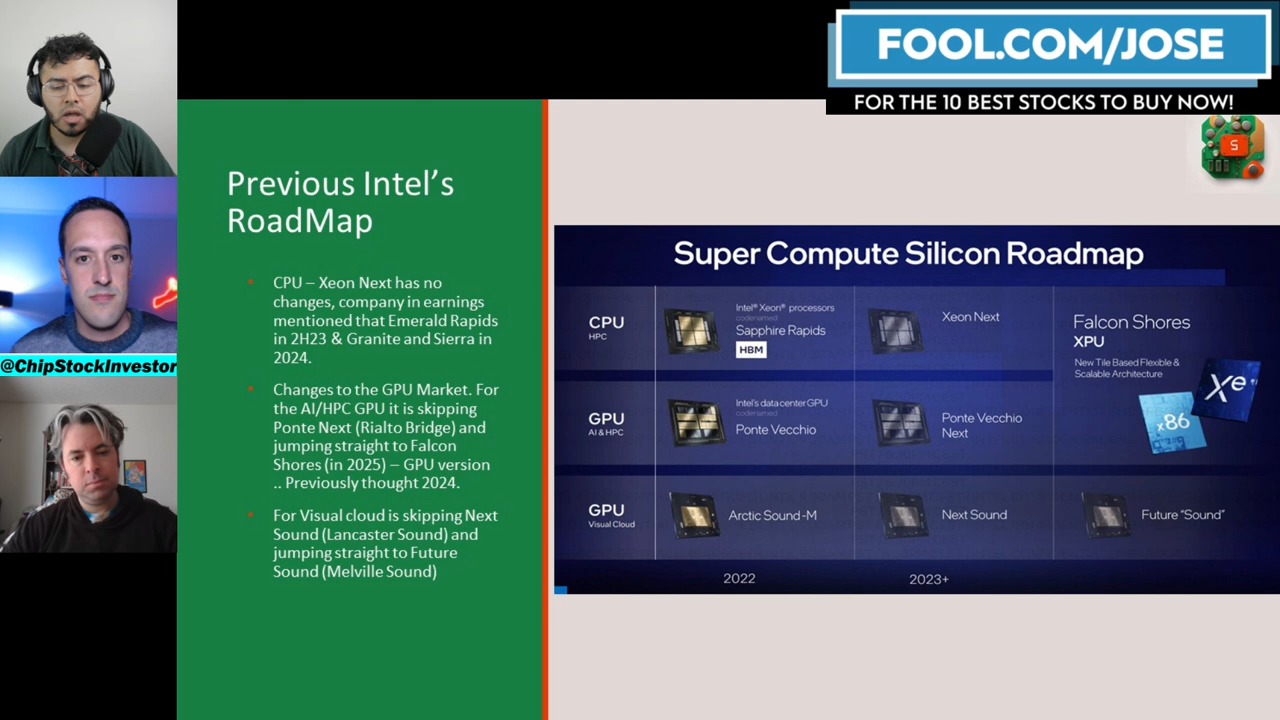 FOOL.COM/JOSE
FOR THE 10 BEST STOCKS TO BUY NOW!
S
@ChipStockInvestor
Previous Intel's
RoadMap
CPU – Xeon Next has no
changes, company in earnings
mentioned that Emerald Rapids
in 2H23 & Granite and Sierra in
2024.
Changes to the GPU Market. For
the AI/HPC GPU it is skipping
Ponte Next (Rialto Bridge) and
jumping straight to Falcon
Shores (in 2025) – GPU version
.. Previously thought 2024.
For Visual cloud is skipping Next
Sound (Lancaster Sound) and
jumping straight to Future
Sound (Melville Sound)
Super Compute Silicon Roadmap
CPU
HPC
Intel® Xeon® processors
codenamed
Sapphire Rapids
HBM
Xeon Next
Falcon Shores
XPU
New Tile Based Flexible &
Scalable Architecture
Xe
x86
GPU
AI & HPC
Intel's data center GPU
codenamed
Ponte Vecchio
Ponte Vecchio
Next
GPU
Visual Cloud
Arctic Sound-M
Next Sound
Future "Sound"
2022
2023+